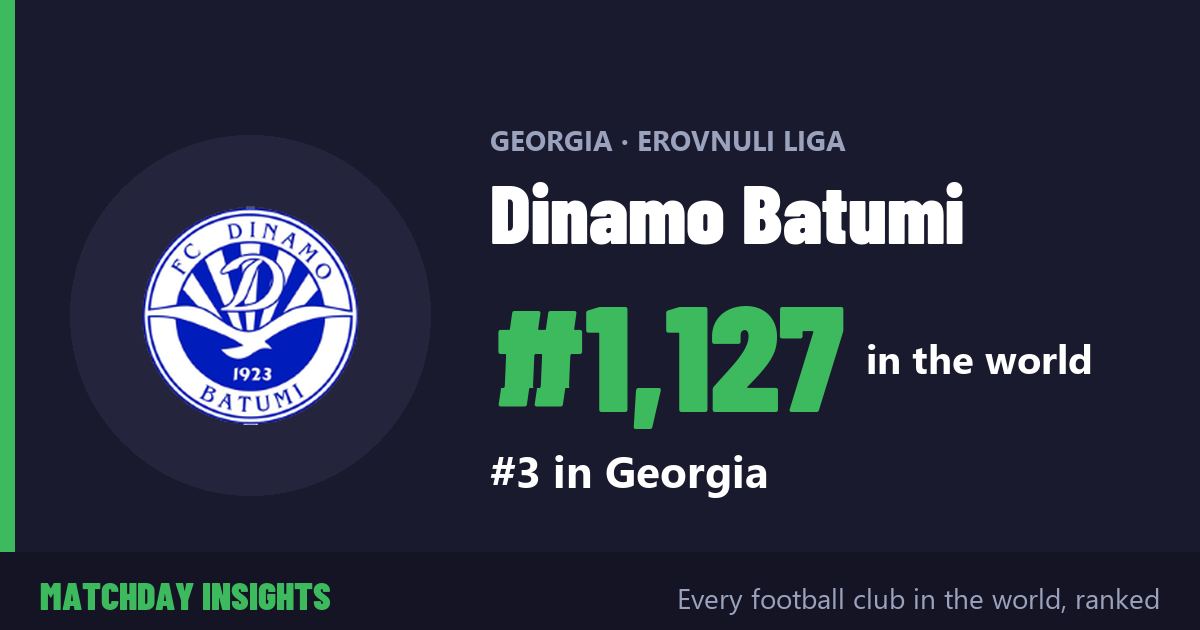 GEORGIA · EROVNULI LIGA
Dinamo Batumi
FC DINAMO
D
1923
BATUMI
#1,127 in the world
#3 in Georgia
MATCHDAY INSIGHTS
Every football club in the world, ranked